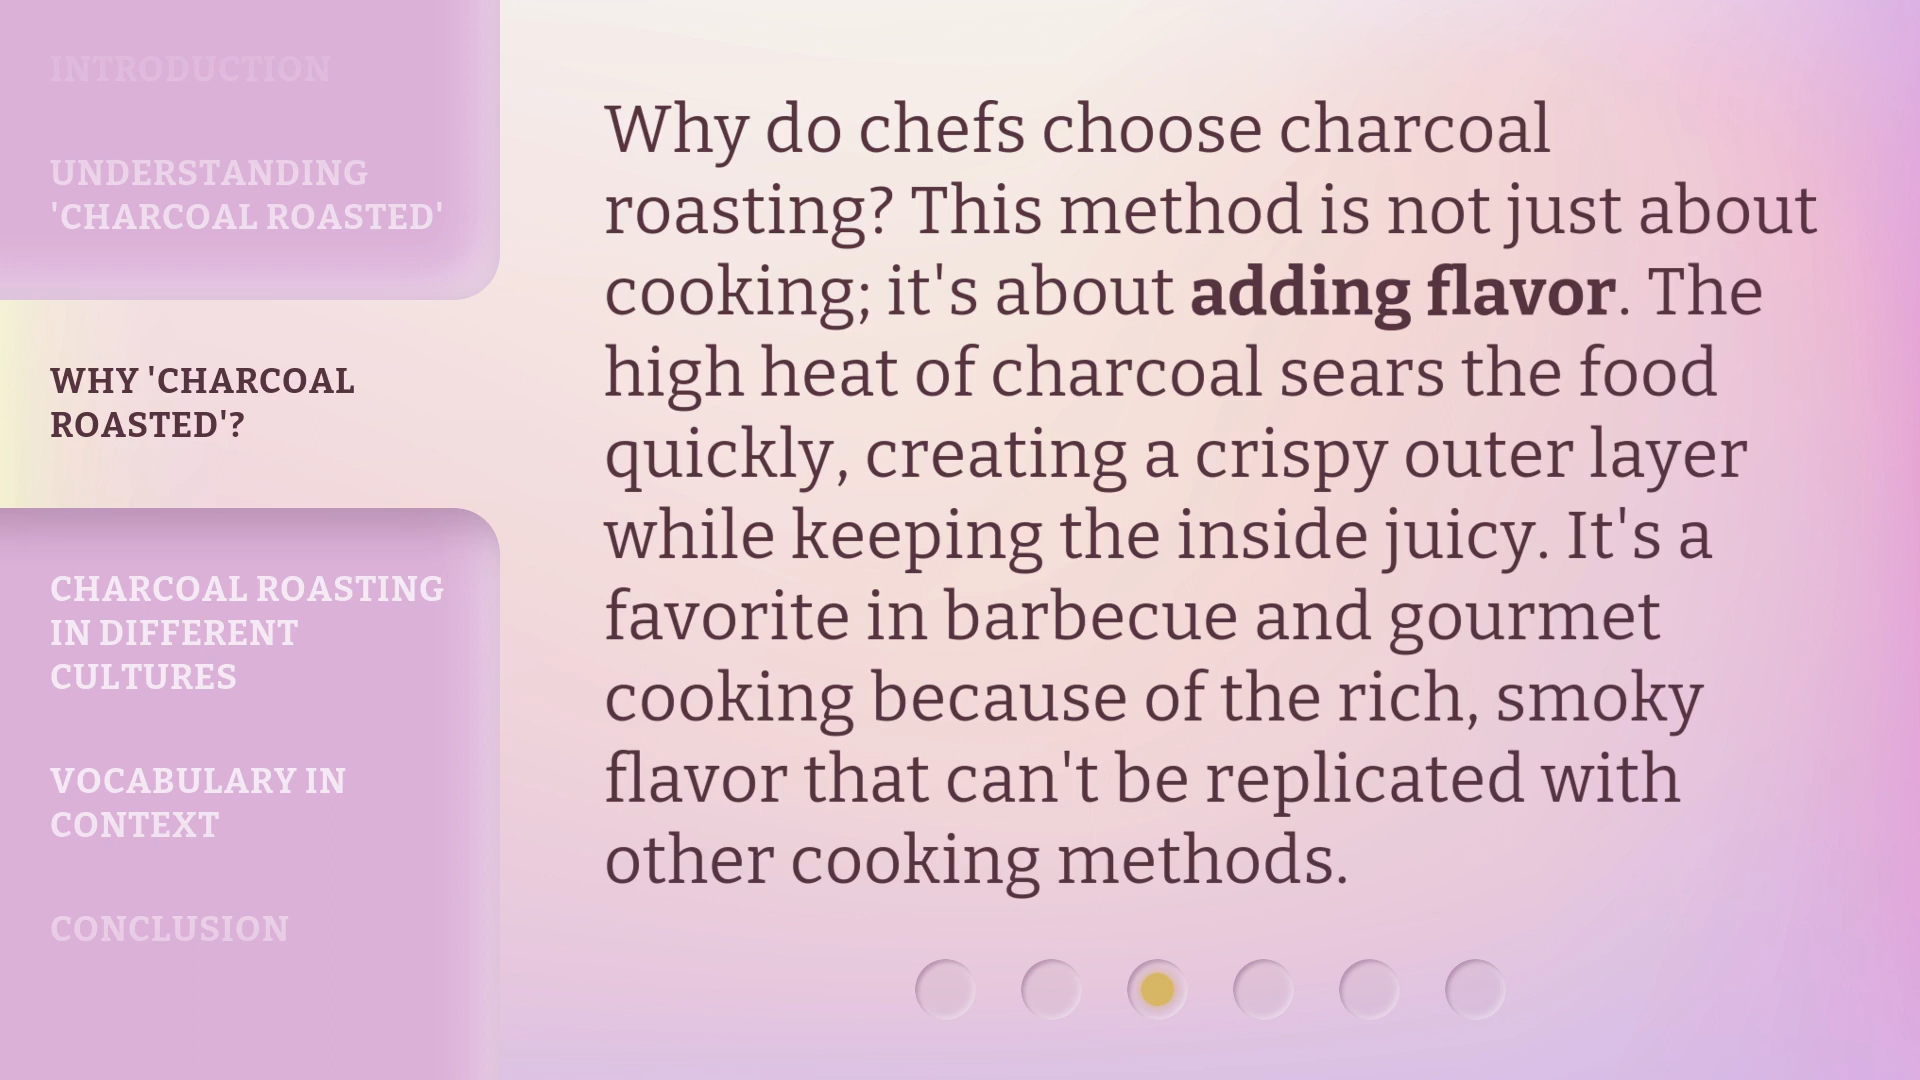 INTRODUCTION
UNDERSTANDING
'CHARCOAL ROASTED'
WHY 'CHARCOAL
ROASTED'?
CHARCOAL ROASTING
IN DIFFERENT
CULTURES
VOCABULARY IN
CONTEXT
CONCLUSION
Why do chefs choose charcoal
roasting? This method is not just about
cooking; it's about adding flavor. The
high heat of charcoal sears the food
quickly, creating a crispy outer layer
while keeping the inside juicy. It's a
favorite in barbecue and gourmet
cooking because of the rich, smoky
flavor that can't be replicated with
other cooking methods.